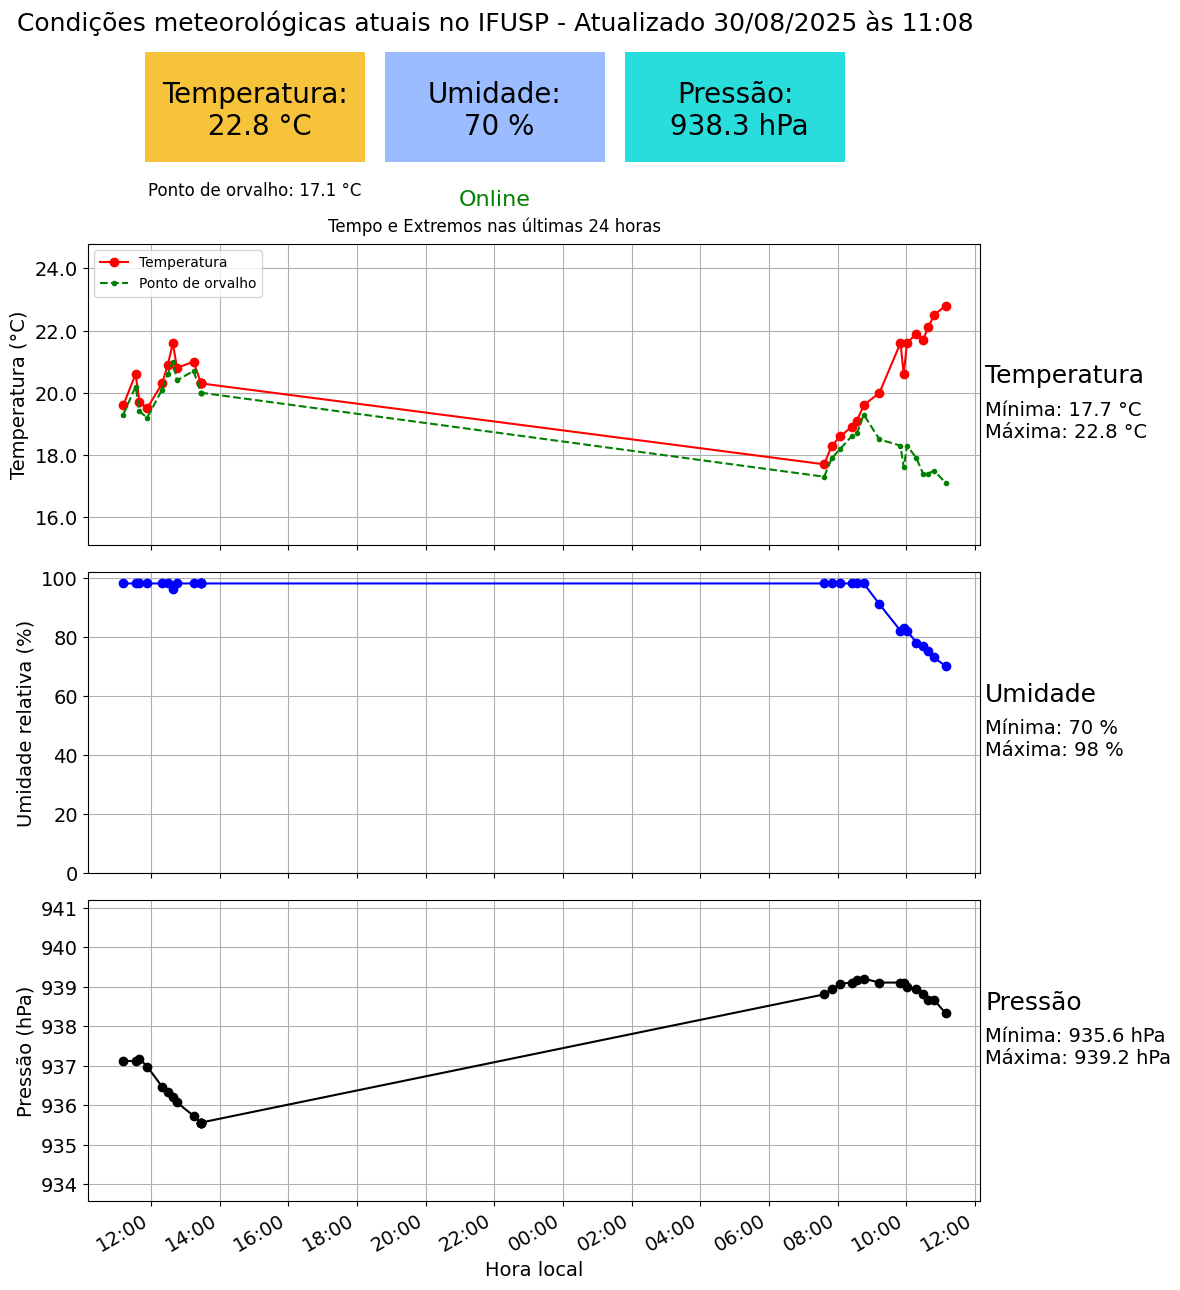 Condições meteorológicas atuais no IFUSP - Atualizado 30/08/2025 às 11:08
Temperatura:
22.8 °C
Umidade:
70 %
Pressão:
938.3 hPa
Ponto de orvalho: 17.1 °C
Online
Tempo e Extremos nas últimas 24 horas
Temperatura
Ponto de orvalho
Temperatura (°C)
24.0
22.0
20.0
18.0
16.0
Temperatura
Mínima: 17.7 °C
Máxima: 22.8 °C
Umidade relativa (%)
100
80
60
40
20
0
Umidade
Mínima: 70 %
Máxima: 98 %
Pressão (hPa)
941
940
939
938
937
936
935
934
Pressão
Mínima: 935.6 hPa
Máxima: 939.2 hPa
12:00
14:00
16:00
18:00
20:00
22:00
00:00
02:00
04:00
06:00
08:00
10:00
12:00
Hora local